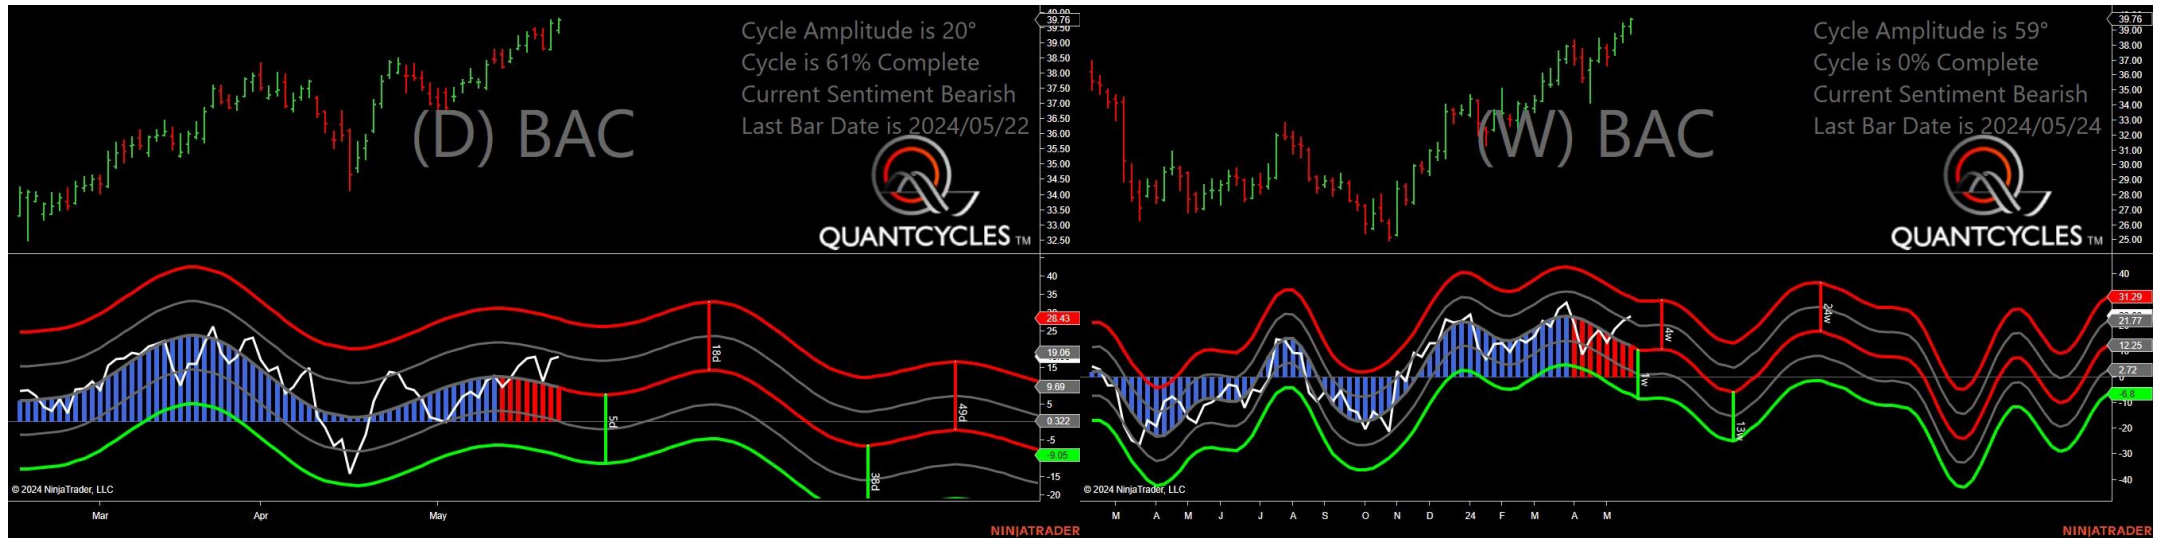 Cycle Amplitude is 20°
Cycle is 61% Complete
Current Sentiment Bearish
Last Bar Date is 2024/05/22
(D) BAC
QUANTCYCLES TM
40.00
39.76
39.50
39.00
38.50
38.00
37.50
37.00
36.50
36.00
35.50
35.00
34.50
34.00
33.50
33.00
32.50
40
35
28.43
25
19.06
15
9.69
5
0.322
-5
-9.05
-15
-20
5d
18d
38d
49d
© 2024 NinjaTrader, LLC
Mar Apr May
NINJATRADER
Cycle Amplitude is 59°
Cycle is 0% Complete
Current Sentiment Bearish
Last Bar Date is 2024/05/24
(W) BAC
QUANTCYCLES TM
39.76
39.00
38.00
37.00
36.00
35.00
34.00
33.00
32.00
31.00
30.00
29.00
28.00
27.00
26.00
25.00
40
31.29
21.77
12.25
2.72
-6.8
-10
-20
-30
-40
4w
1w
13w
24w
© 2024 NinjaTrader, LLC
M A M J J A S O N D 24 F M A M
NINJATRADER